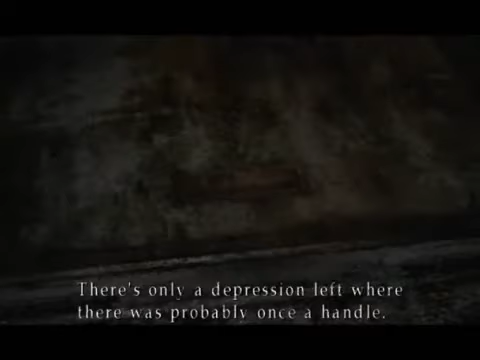 There's only a depression left where
there was probably once a handle.